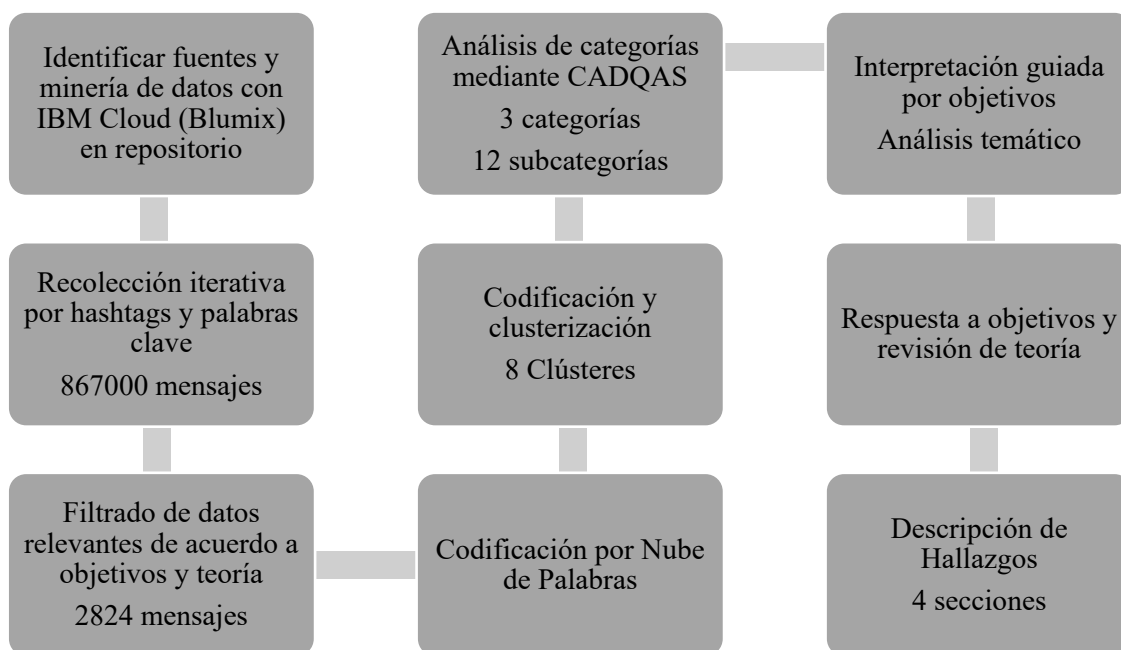 Identificar fuentes y
minería de datos con
IBM Cloud (Blumix)
en repositorio
Recolección iterativa
por hashtags y palabras
clave
867000 mensajes
Filtrado de datos
relevantes de acuerdo a
objetivos y teoría
2824 mensajes
Codificación por Nube
de Palabras
Codificación y
clusterización
8 Clústeres
Análisis de categorías
mediante CADQAS
3 categorías
12 subcategorías
Interpretación guiada
por objetivos
Análisis temático
Respuesta a objetivos y
revisión de teoría
Descripción de
Hallazgos
4 secciones